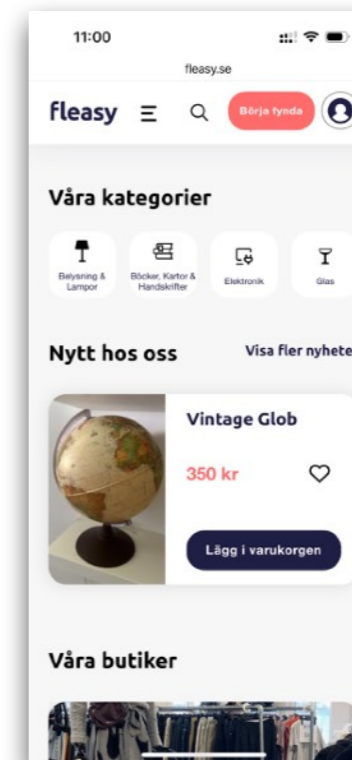 11:00
fleasy.se
fleasy
Börja fynda
Våra kategorier
Belysning &
Lampor
Böcker, Kartor &
Handskrifter
Elektronik
Glas
Nytt hos oss
Visa fler nyhete
Vintage Glob
350 kr
Lägg i varukorgen
Våra butiker